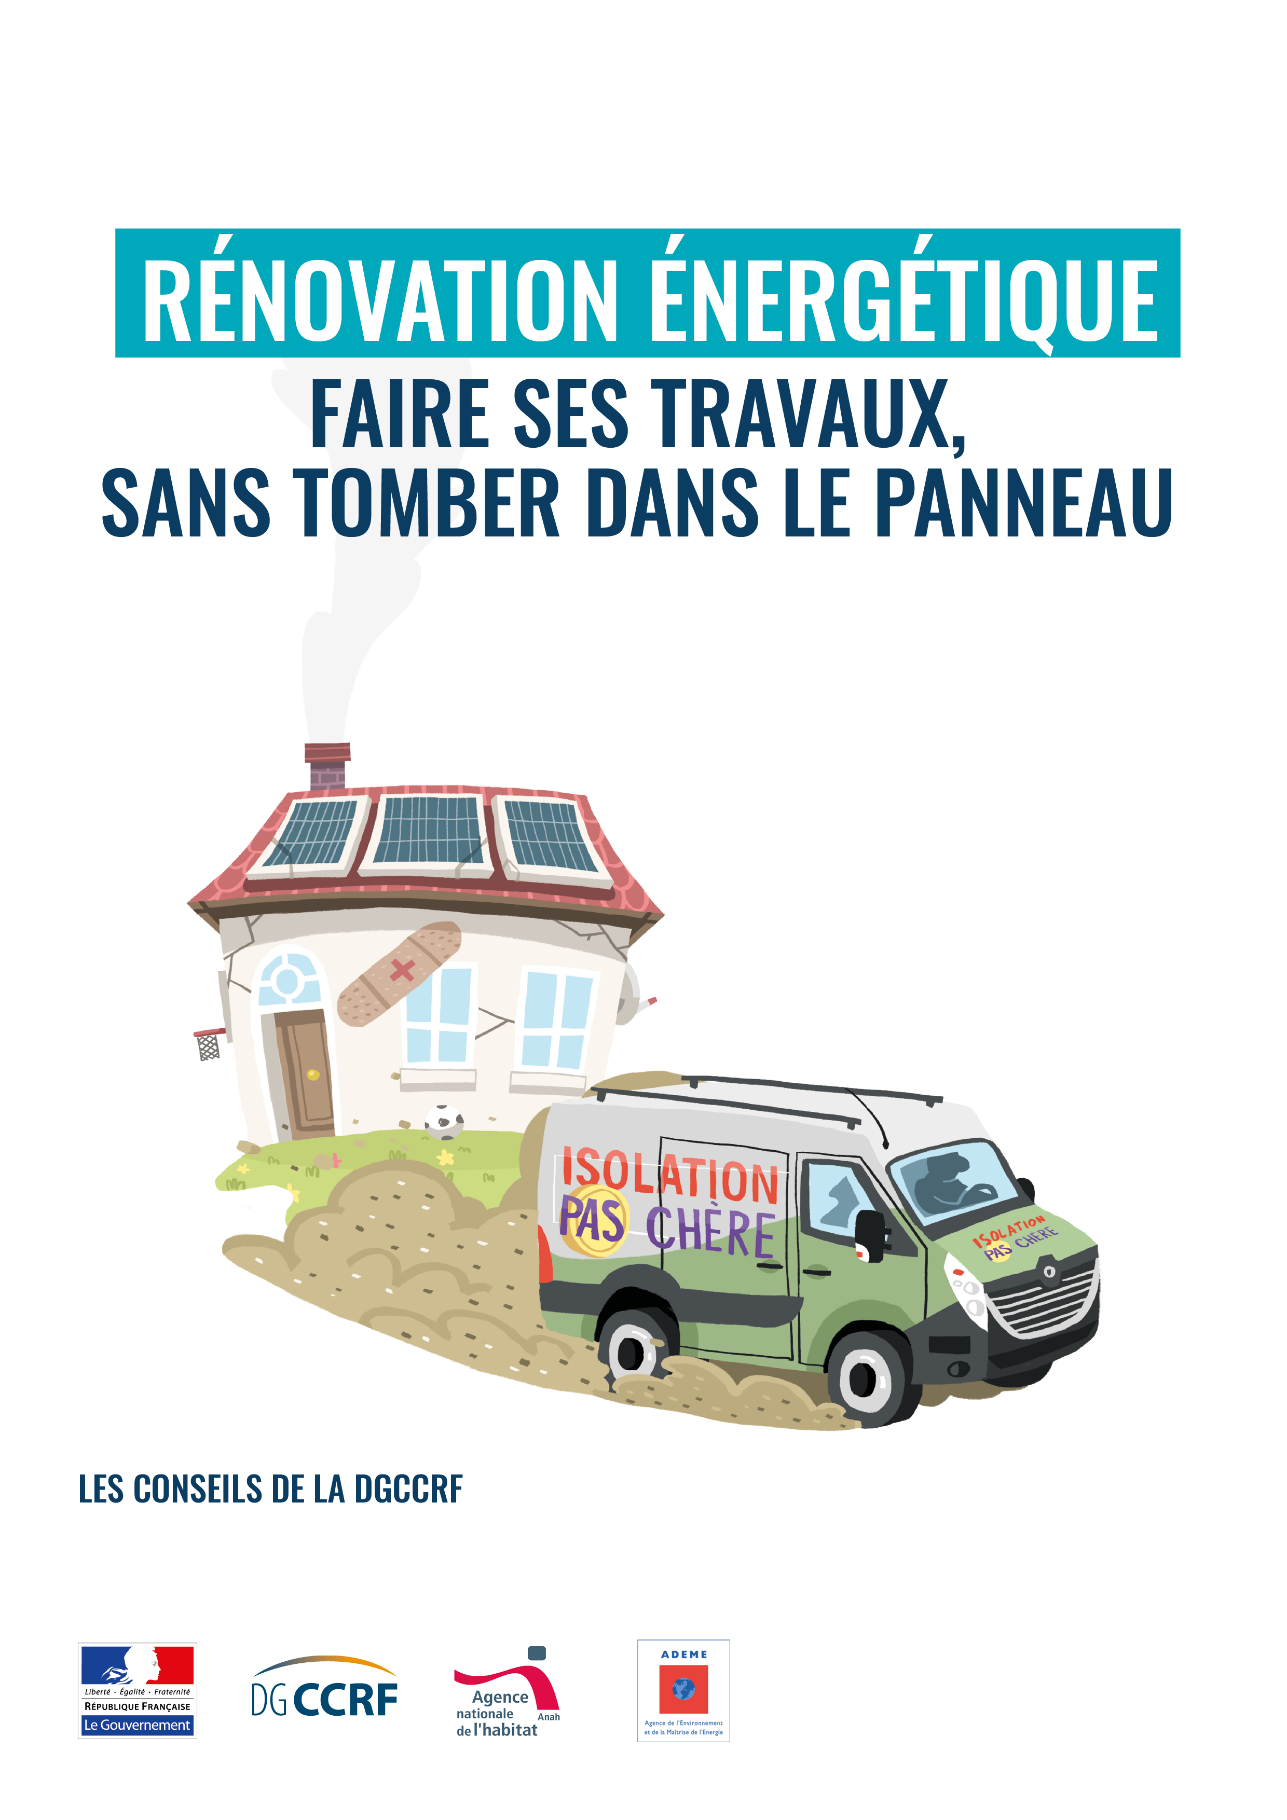 RÉNOVATION ÉNERGÉTIQUE
FAIRE SES TRAVAUX,
SANS TOMBER DANS LE PANNEAU
ISOLATION
PAS CHÈRE
ISOLATION
PAS CHÈRE
LES CONSEILS DE LA DGCCRF
Liberté • Égalité • Fraternité
RÉPUBLIQUE FRANÇAISE
Le Gouvernement
DGCCRF
Agence
nationale
de l'habitat
Anah
ADEME
Agence de l'Environnement
et de la Maîtrise de l'Energie